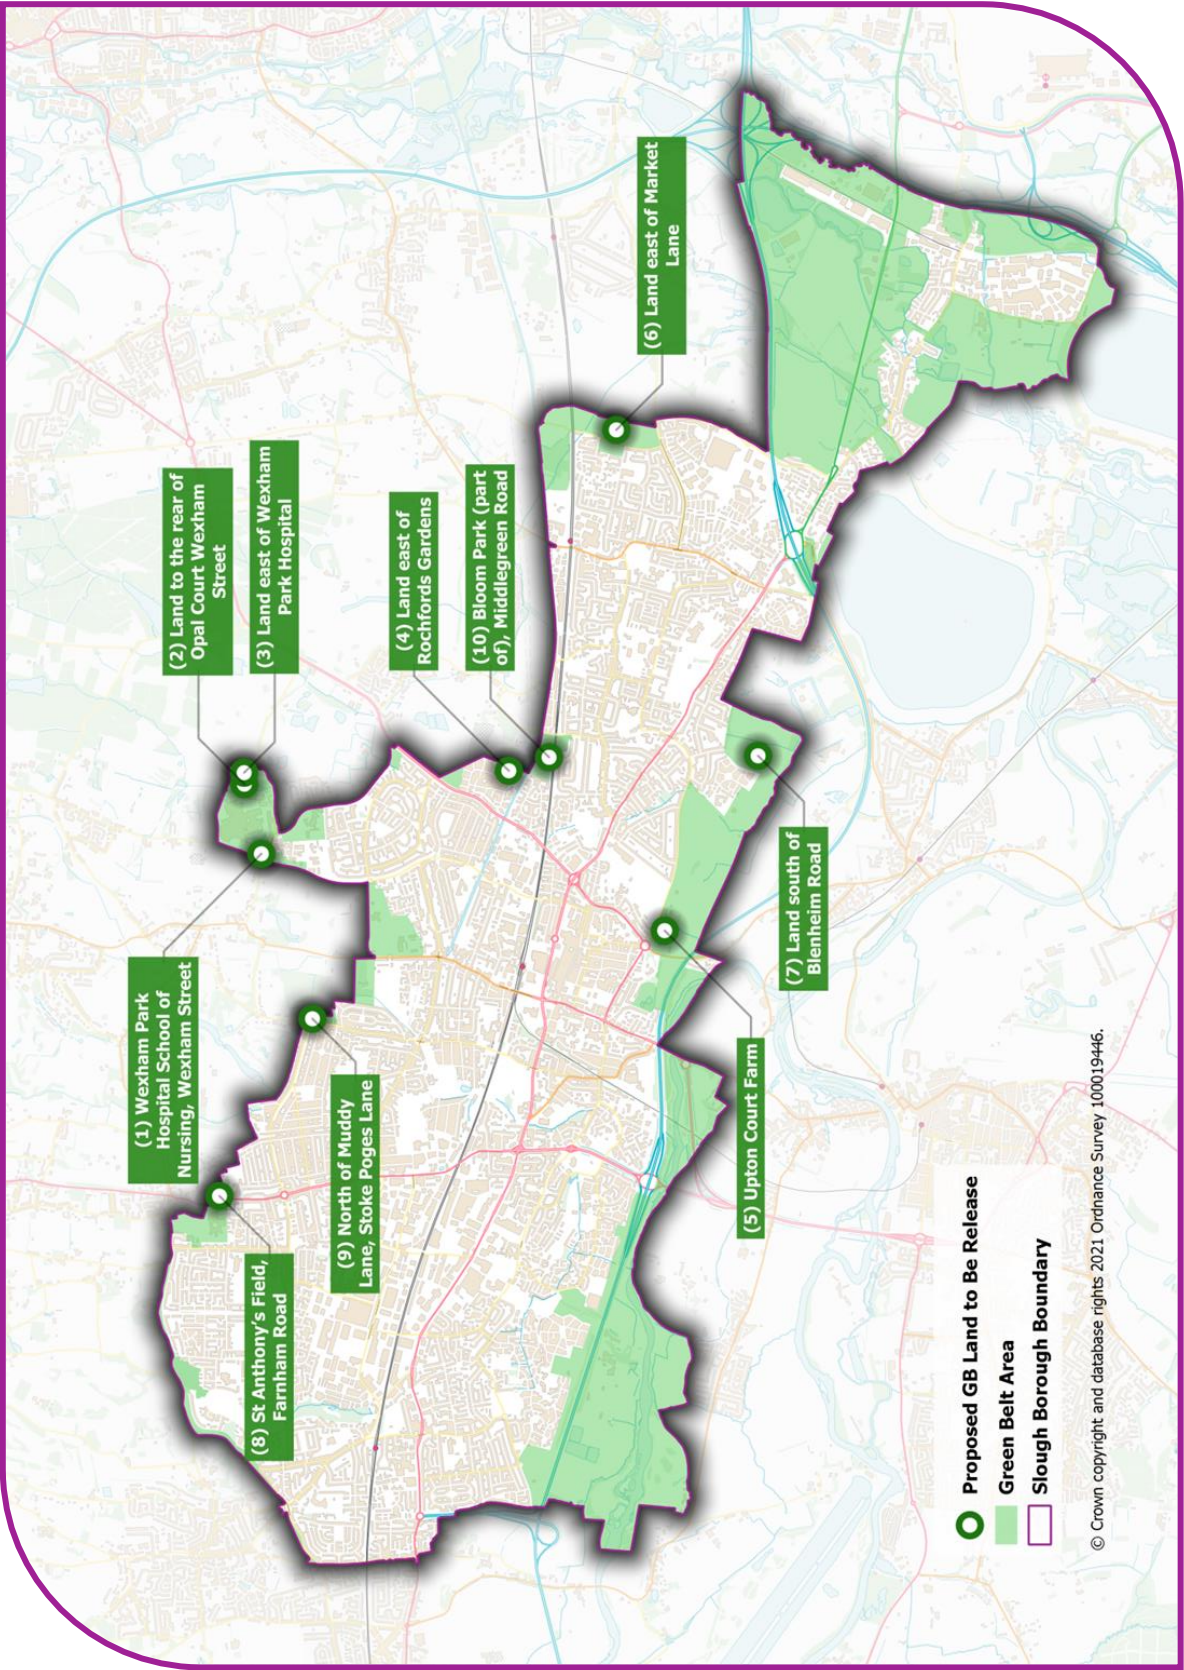 (1) Wexham Park
Hospital School of
Nursing, Wexham Street
(2) Land to the rear of
Opal Court Wexham
Street
(3) Land east of Wexham
Park Hospital
(4) Land east of
Rochfords Gardens
(10) Bloom Park (part
of), Middlegreen Road
(6) Land east of Market
Lane
(8) St Anthony's Field,
Farnham Road
(9) North of Muddy
Lane, Stoke Poges Lane
(5) Upton Court Farm
(7) Land south of
Blenheim Road
Proposed GB Land to Be Release
Green Belt Area
Slough Borough Boundary
© Crown copyright and database rights 2021 Ordnance Survey 100019446.